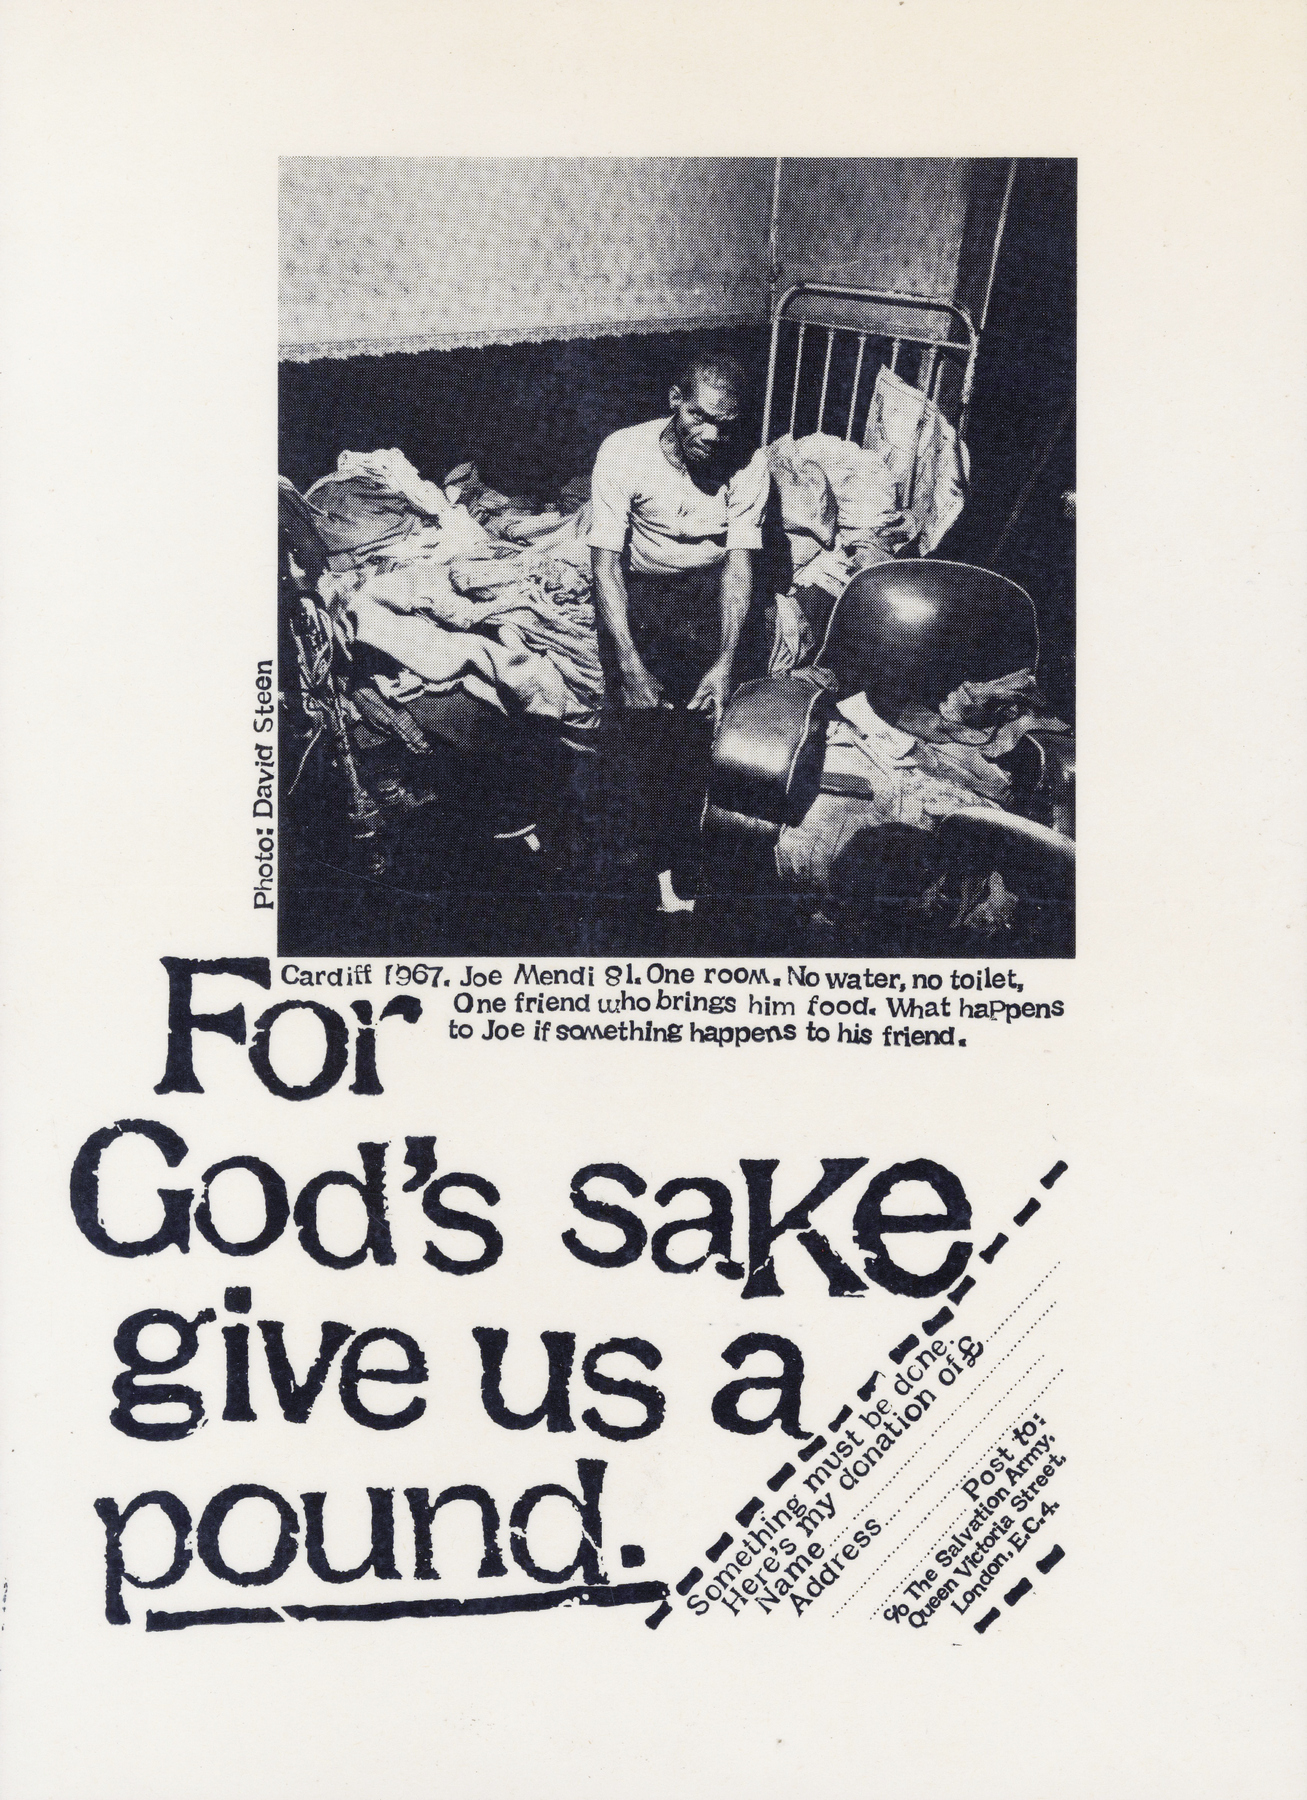 Photo: David Steen
Cardiff 1967. Joe Mendi 81. One room. No water, no toilet,
One friend who brings him food. What happens
to Joe if something happens to his friend.
For
God's sake
give us a
pound.
Something must be done.
Here's my donation of £
Name
Address
Post to:
c/o The Salvation Army,
Queen Victoria Street,
London, E.C.4.